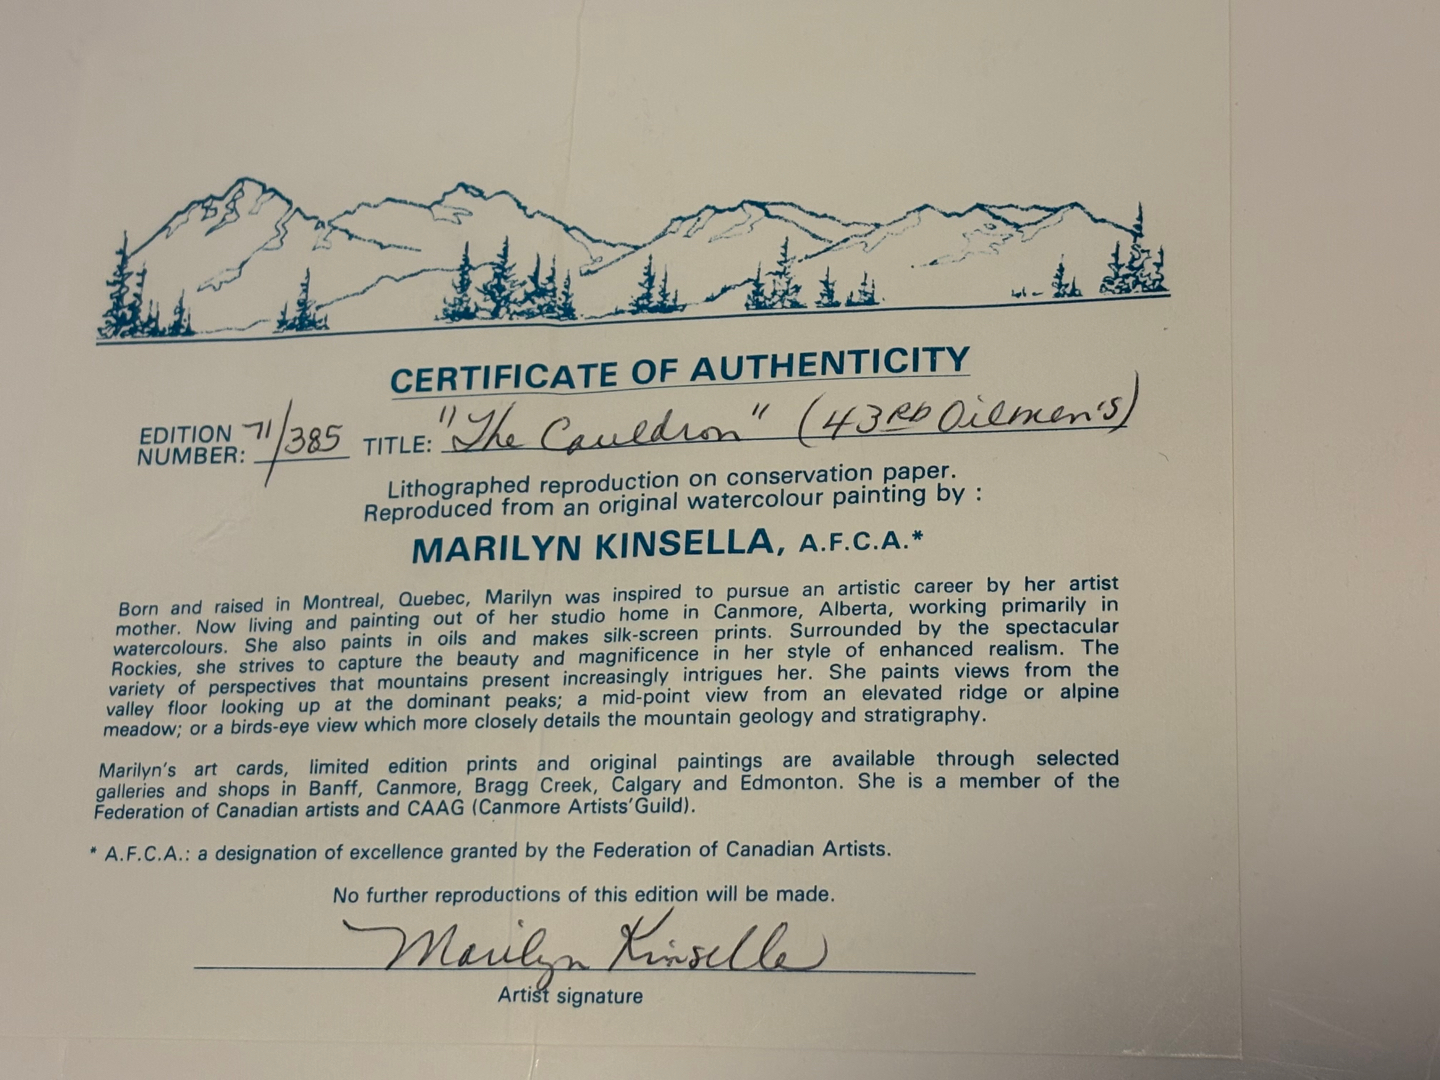 CERTIFICATE OF AUTHENTICITY
EDITION NUMBER: 71/385 TITLE: "The Cauldron" (43RD Oilmen's)
Lithographed reproduction on conservation paper.
Reproduced from an original watercolour painting by :
MARILYN KINSELLA, A.F.C.A.*
Born and raised in Montreal, Quebec, Marilyn was inspired to pursue an artistic career by her artist
mother. Now living and painting out of her studio home in Canmore, Alberta, working primarily in
watercolours. She also paints in oils and makes silk-screen prints. Surrounded by the spectacular
Rockies, she strives to capture the beauty and magnificence in her style of enhanced realism. The
variety of perspectives that mountains present increasingly intrigues her. She paints views from the
valley floor looking up at the dominant peaks; a mid-point view from an elevated ridge or alpine
meadow; or a birds-eye view which more closely details the mountain geology and stratigraphy.
Marilyn's art cards, limited edition prints and original paintings are available through selected
galleries and shops in Banff, Canmore, Bragg Creek, Calgary and Edmonton. She is a member of the
Federation of Canadian artists and CAAG (Canmore Artists'Guild).
* A.F.C.A.: a designation of excellence granted by the Federation of Canadian Artists.
No further reproductions of this edition will be made.
Marilyn Kinsella
Artist signature